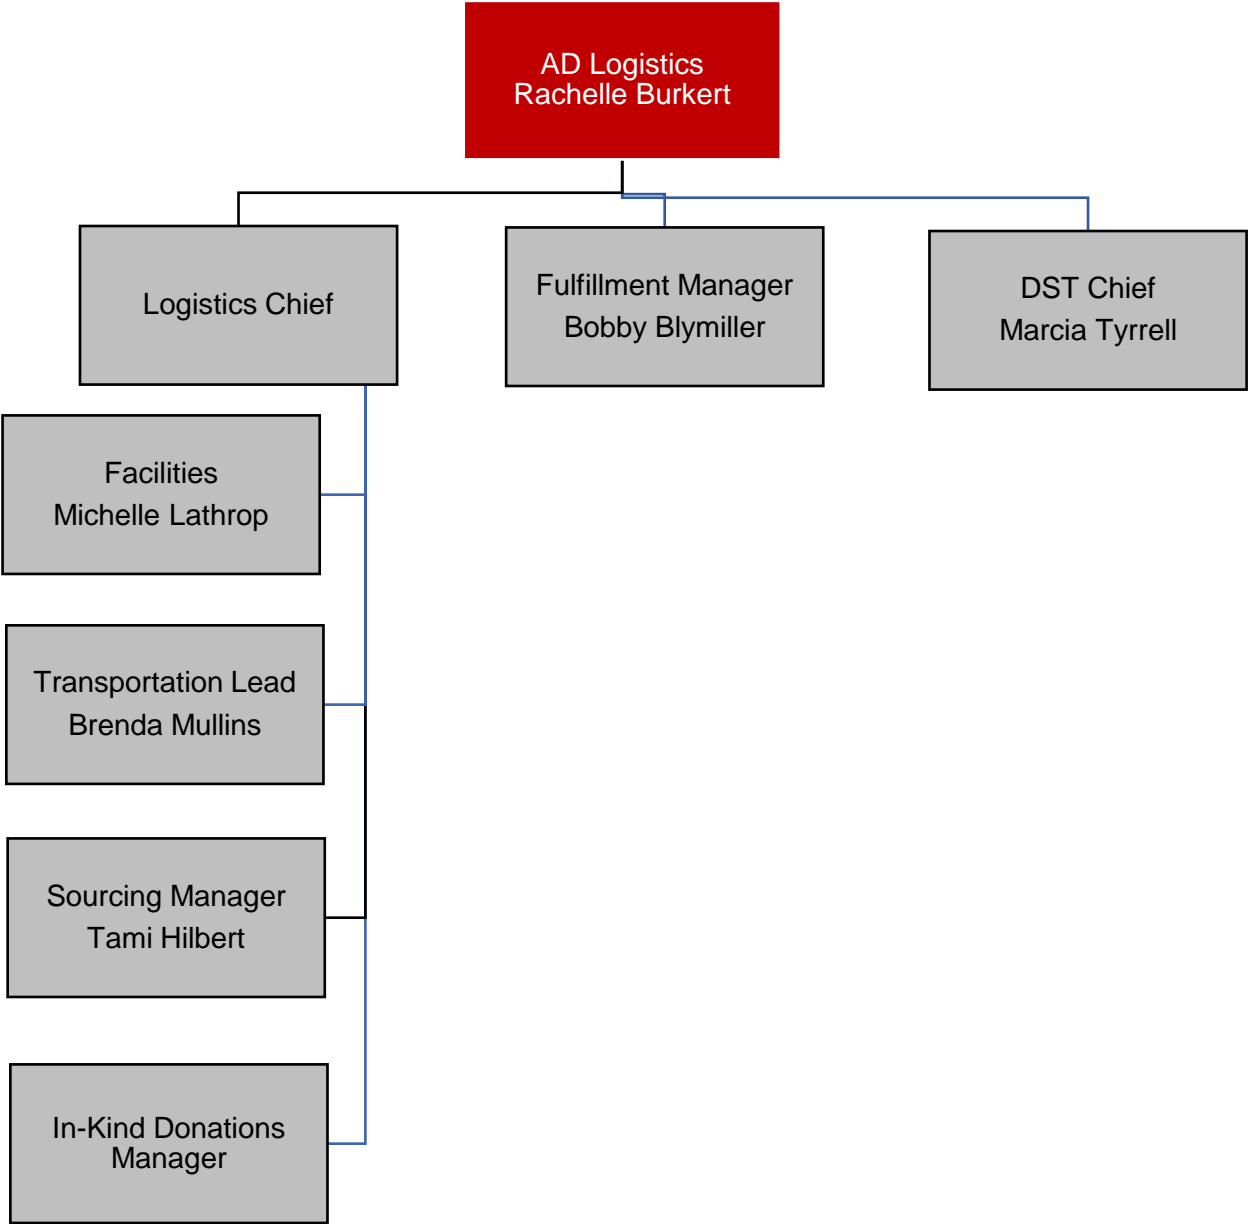 AD Logistics
Rachelle Burkert
Logistics Chief
Fulfillment Manager
Bobby Blymiller
DST Chief
Marcia Tyrrell
Facilities
Michelle Lathrop
Transportation Lead
Brenda Mullins
Sourcing Manager
Tami Hilbert
In-Kind Donations
Manager